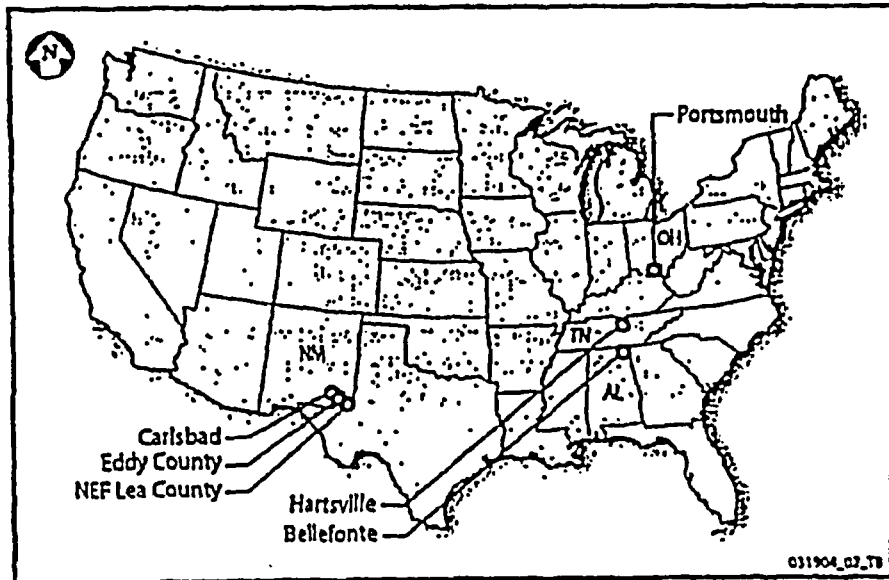 N
Portsmouth
OH
TN
NM
AL
Carlsbad
Eddy County
NEF Lea County
Hartsville
Bellefonte
031904_02_TB